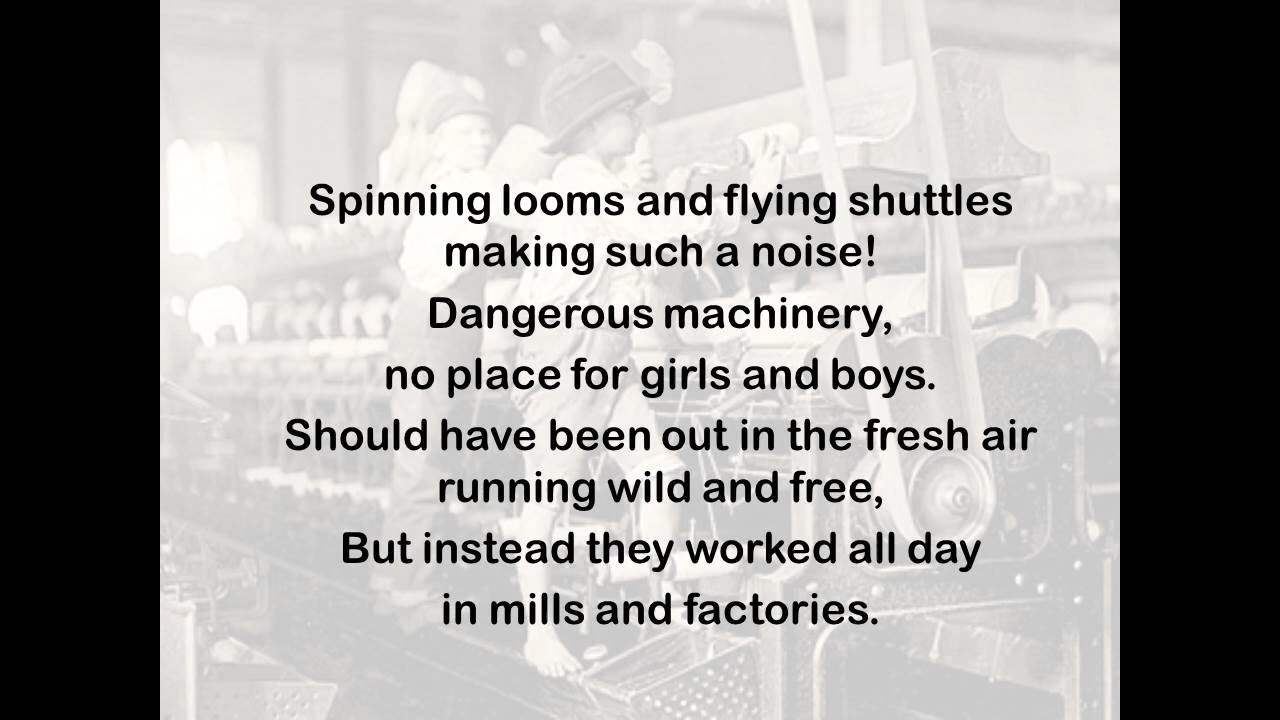 Spinning looms and flying shuttles
making such a noise!
Dangerous machinery,
no place for girls and boys.
Should have been out in the fresh air
running wild and free,
But instead they worked all day
in mills and factories.